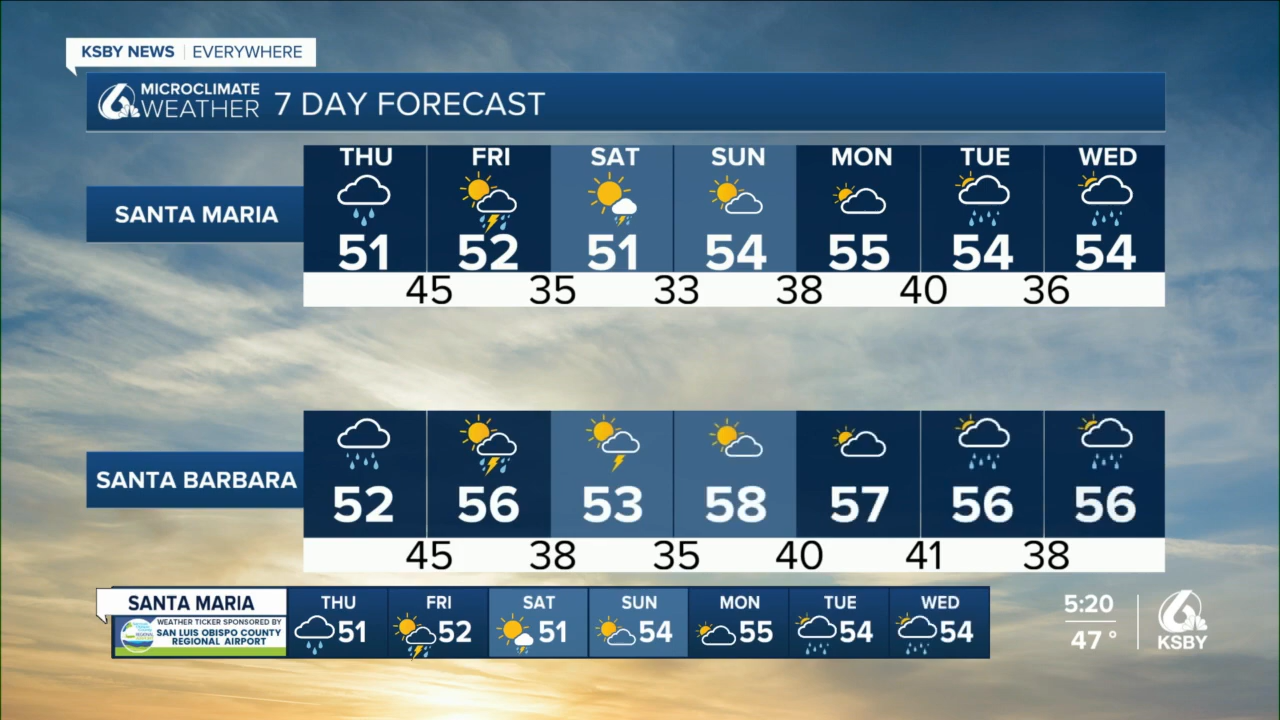 KSBY NEWS | EVERYWHERE
6 MICROCLIMATE WEATHER 7 DAY FORECAST
THU FRI SAT SUN MON TUE WED
SANTA MARIA
51 52 51 54 55 54 54
45 35 33 38 40 36
SANTA BARBARA
52 56 53 58 57 56 56
45 38 35 40 41 38
SANTA MARIA
WEATHER TICKER SPONSORED BY
SAN LUIS OBISPO COUNTY
REGIONAL AIRPORT
THU FRI SAT SUN MON TUE WED
51 52 51 54 55 54 54
5:20
47 °
6
KSBY